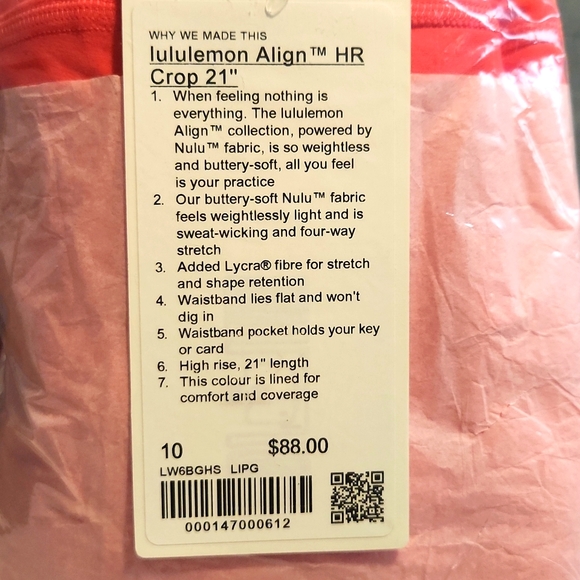 WHY WE MADE THIS
lululemon Align™ HR
Crop 21"
1. When feeling nothing is
everything. The lululemon
Align™ collection, powered by
Nulu™ fabric, is so weightless
and buttery-soft, all you feel
is your practice
2. Our buttery-soft Nulu™ fabric
feels weightlessly light and is
sweat-wicking and four-way
stretch
3. Added Lycra® fibre for stretch
and shape retention
4. Waistband lies flat and won't
dig in
5. Waistband pocket holds your key
or card
6. High rise, 21" length
7. This colour is lined for
comfort and coverage
10 $88.00
LW6BGHS LIPG
000147000612